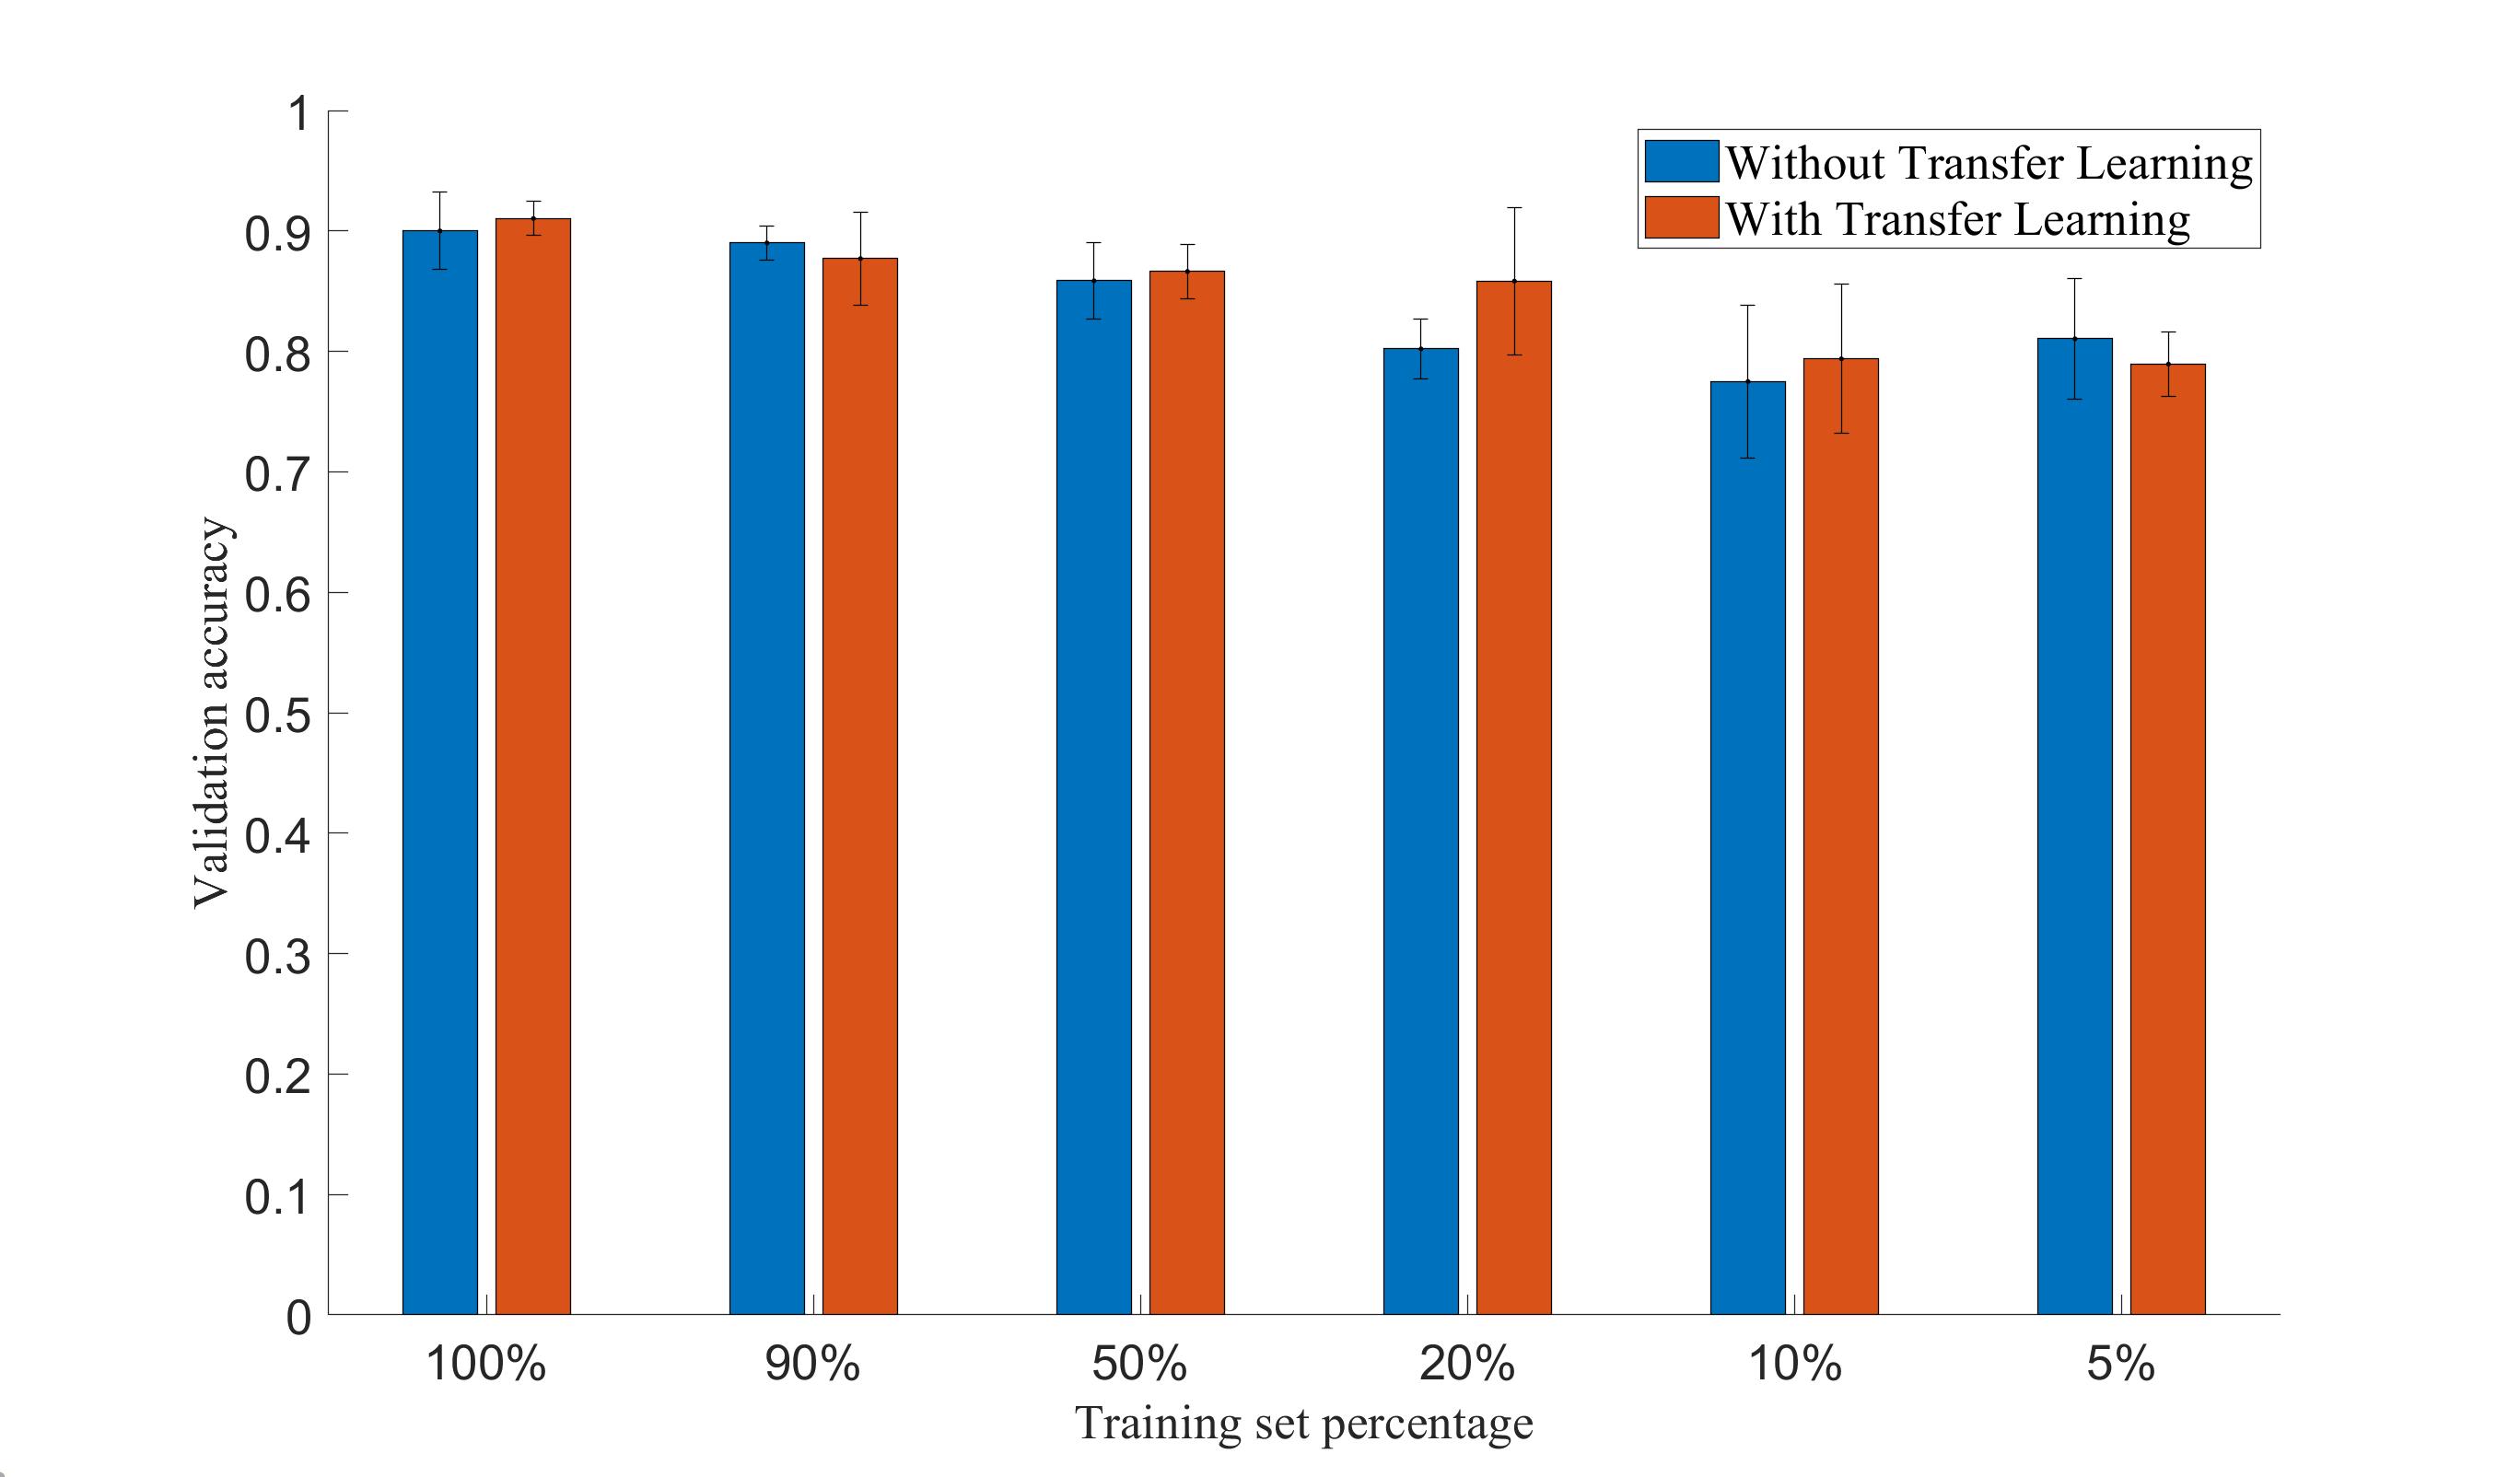 Without Transfer Learning
With Transfer Learning
1
0.9
0.8
0.7
0.6
0.5
0.4
0.3
0.2
0.1
0
Validation accuracy
100% 90% 50% 20% 10% 5%
Training set percentage